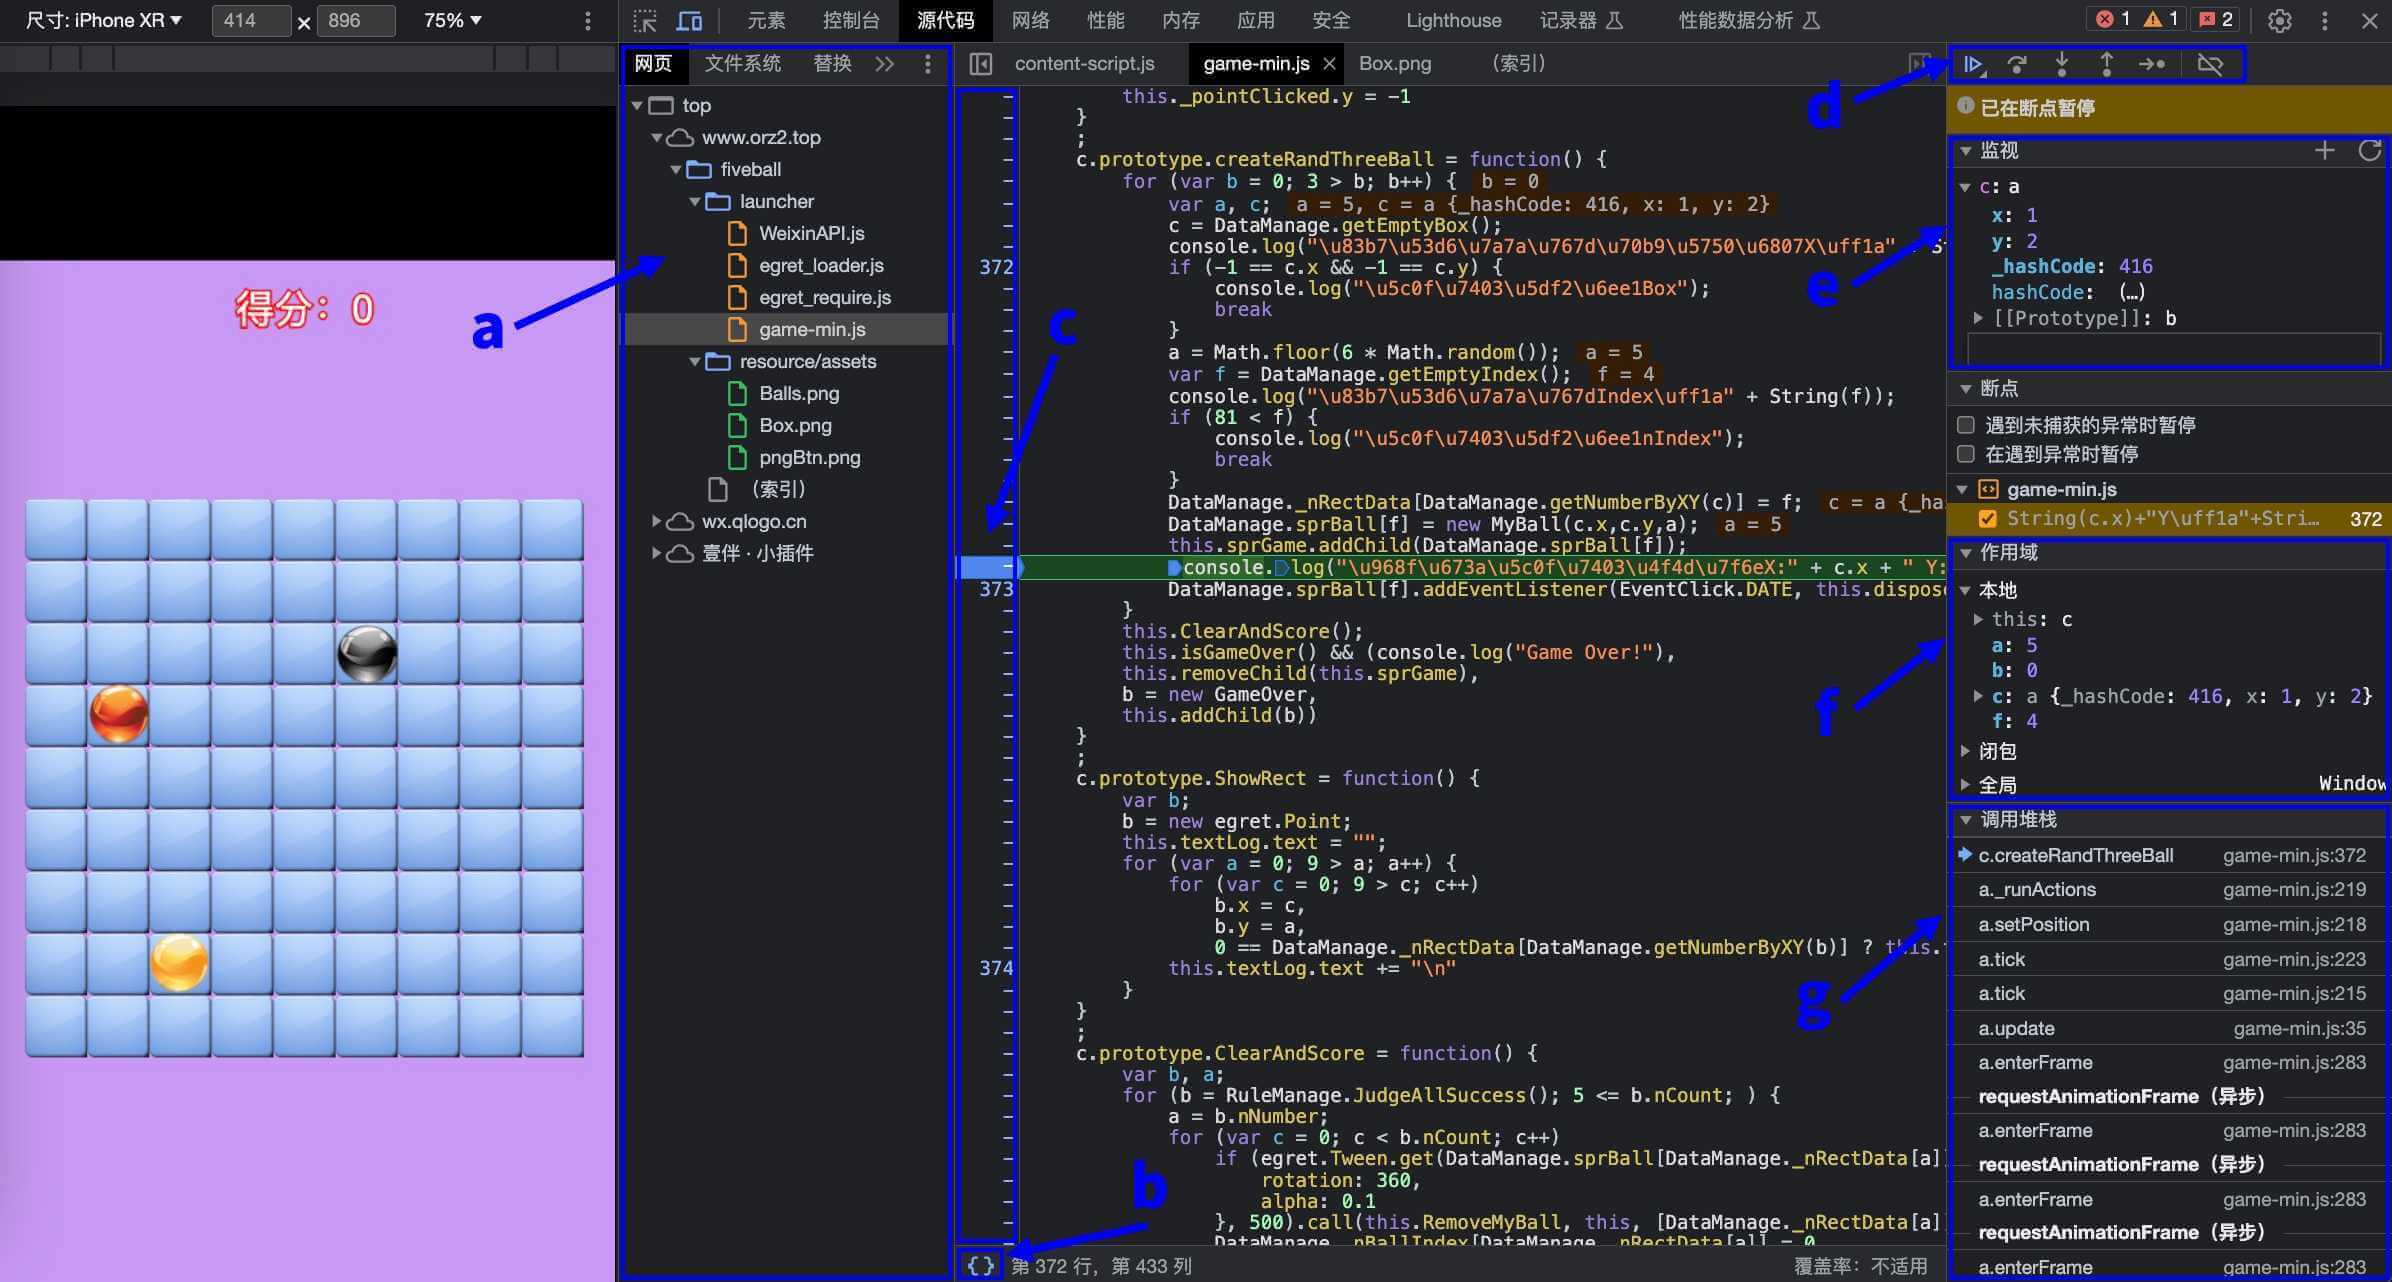 尺寸: iPhone XR ▼ 414 × 896 75% ▼
元素 控制台 源代码 网络 性能 内存 应用 安全 Lighthouse 记录器 性能数据分析 1 1 2
网页 文件系统 替换 >>
content-script.js game-min.js × Box.png (索引)
得分: 0
top
www.orz2.top
fiveball
launcher
WeixinAPI.js
egret_loader.js
egret_require.js
game-min.js
resource/assets
Balls.png
Box.png
pngBtn.png
(索引)
wx.qlogo.cn
壹伴 · 小插件
a
b
c
d
e
f
g
this._pointClicked.y = -1
}
;
c.prototype.createRandThreeBall = function() {
for (var b = 0; 3 > b; b++) { b = 0
var a, c; a = 5, c = a {_hashCode: 416, x: 1, y: 2}
c = DataManage.getEmptyBox();
console.log("\u83b7\u53d6\u7a7a\u767d\u70b9\u5750\u6807X\uff1a"
372 if (-1 == c.x && -1 == c.y) {
console.log("\u5c0f\u7403\u5df2\u6ee1Box");
break
}
a = Math.floor(6 * Math.random()); a = 5
var f = DataManage.getEmptyIndex(); f = 4
console.log("\u83b7\u53d6\u7a7a\u767dIndex\uff1a" + String(f));
if (81 < f) {
console.log("\u5c0f\u7403\u5df2\u6ee1nIndex");
break
}
DataManage._nRectData[DataManage.getNumberByXY(c)] = f; c = a {_ha
DataManage.sprBall[f] = new MyBall(c.x,c.y,a); a = 5
this.sprGame.addChild(DataManage.sprBall[f]);
console.log("\u968f\u673a\u5c0f\u7403\u4f4d\u7f6eX:" + c.x + " Y:
373 DataManage.sprBall[f].addEventListener(EventClick.DATE, this.dispos
}
this.ClearAndScore();
this.isGameOver() && (console.log("Game Over!"),
this.removeChild(this.sprGame),
b = new GameOver,
this.addChild(b))
}
;
c.prototype.ShowRect = function() {
var b;
b = new egret.Point;
this.textLog.text = "";
for (var a = 0; 9 > a; a++) {
for (var c = 0; 9 > c; c++)
b.x = c,
b.y = a,
0 == DataManage._nRectData[DataManage.getNumberByXY(b)] ? this.
374 this.textLog.text += "\n"
}
}
;
c.prototype.ClearAndScore = function() {
var b, a;
for (b = RuleManage.JudgeAllSuccess(); 5 <= b.nCount; ) {
a = b.nNumber;
for (var c = 0; c < b.nCount; c++)
if (egret.Tween.get(DataManage.sprBall[DataManage._nRectData[a]
rotation: 360,
alpha: 0.1
}, 500).call(this.RemoveMyBall, this, [DataManage._nRectData[a]
DataManage._nBallIndex[DataManage._nRectData[a]] = 0
{} 第 372 行，第 433 列 覆盖率：不适用
已在断点暂停
监视
c: a
x: 1
y: 2
_hashCode: 416
hashCode: (…)
[[Prototype]]: b
断点
遇到未捕获的异常时暂停
在遇到异常时暂停
game-min.js
String(c.x)+"Y\uff1a"+Stri… 372
作用域
本地
this: c
a: 5
b: 0
c: a {_hashCode: 416, x: 1, y: 2}
f: 4
闭包
全局 Window
调用堆栈
c.createRandThreeBall game-min.js:372
a._runActions game-min.js:219
a.setPosition game-min.js:218
a.tick game-min.js:223
a.tick game-min.js:215
a.update game-min.js:35
a.enterFrame game-min.js:283
requestAnimationFrame（异步）
a.enterFrame game-min.js:283
requestAnimationFrame（异步）
a.enterFrame game-min.js:283
requestAnimationFrame（异步）
a.enterFrame game-min.js:283